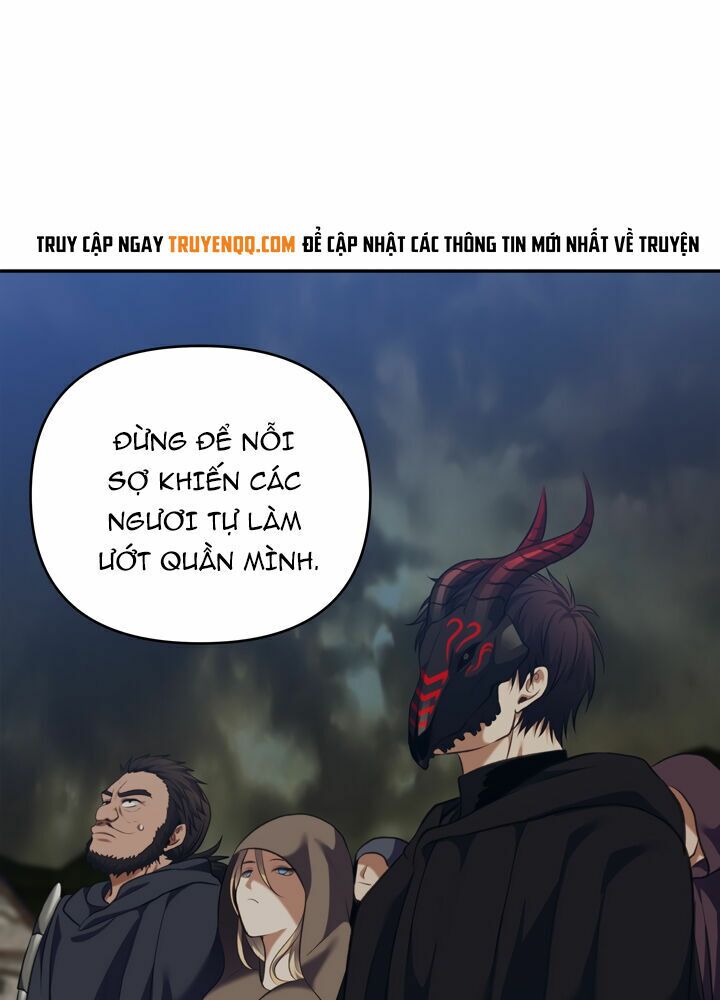 TRUY CẬP NGAY TRUYENQQ.COM ĐỂ CẬP NHẬT CÁC THÔNG TIN MỚI NHẤT VỀ TRUYỆN
ĐỪNG ĐỂ NỖI
SỢ KHIẾN CÁC
NGƯƠI TỰ LÀM
ƯỚT QUẦN MÌNH.